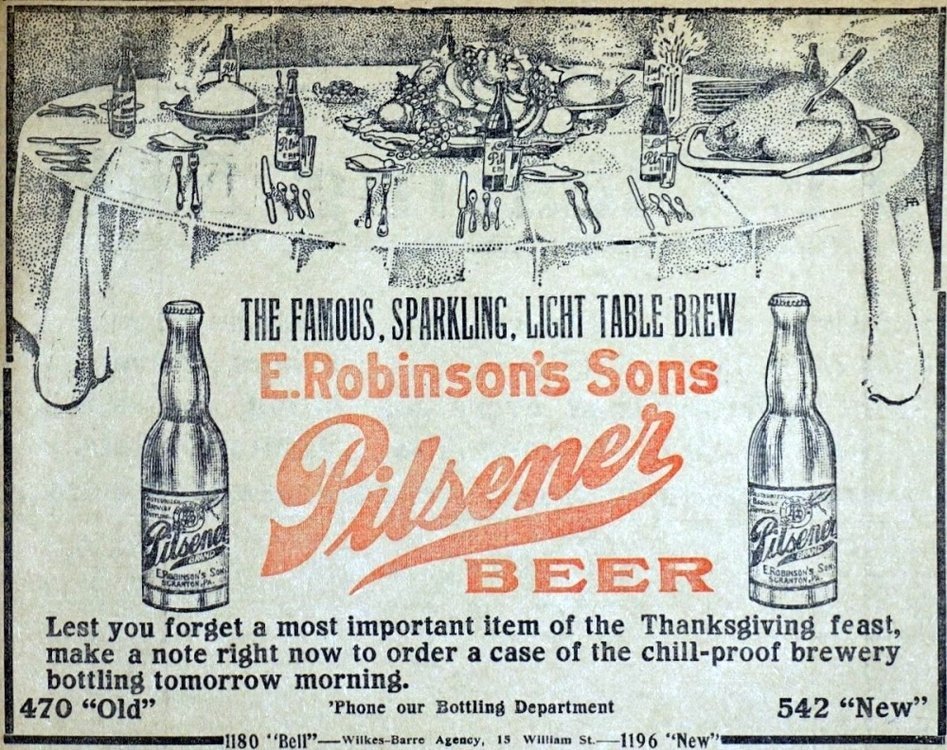 THE FAMOUS, SPARKLING, LIGHT TABLE BREW
E.Robinson's Sons
Pilsener
BEER
Pilsener
BRAND
E.ROBINSON'S SONS
SCRANTON, PA.
Pilsener
BRAND
E.ROBINSON'S SONS
SCRANTON, PA.
Lest you forget a most important item of the Thanksgiving feast,
make a note right now to order a case of the chill-proof brewery
bottling tomorrow morning.
470 "Old" 'Phone our Bottling Department 542 "New"
1180 "Bell"—Wilkes-Barre Agency, 15 William St.—1196 "New"